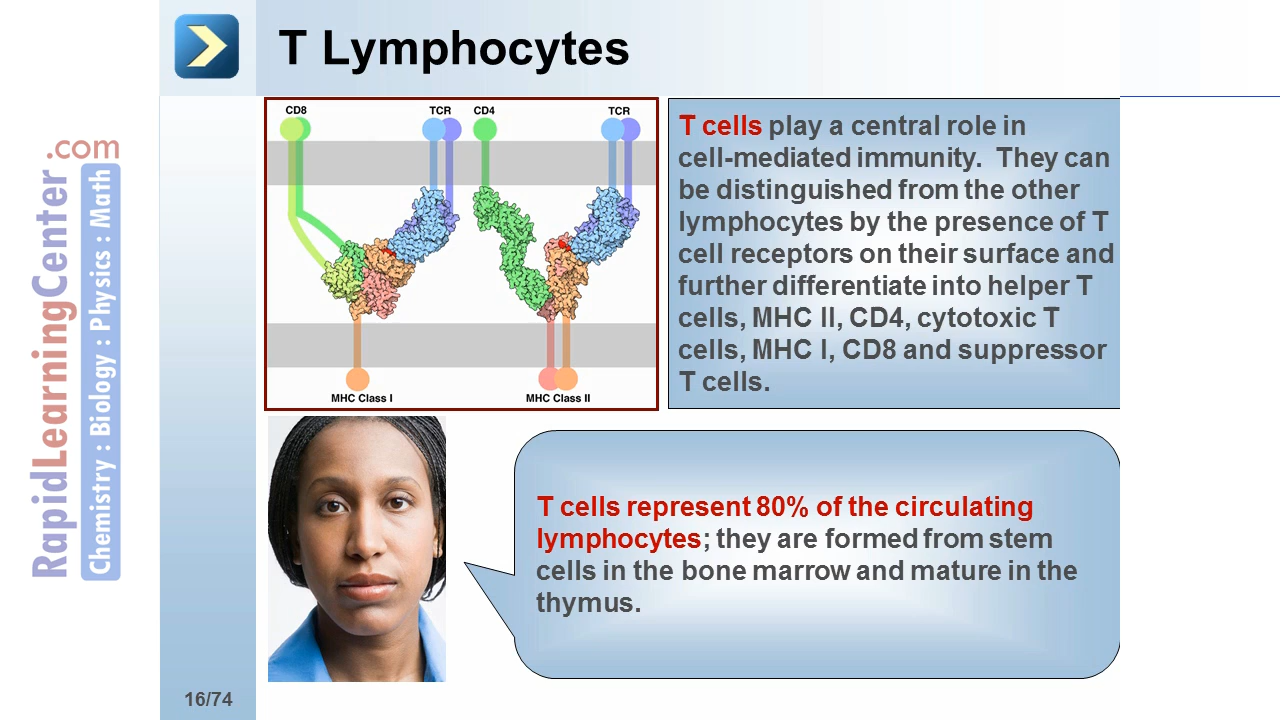 T Lymphocytes
CD8
TCR
CD4
TCR
MHC Class I
MHC Class II
T cells play a central role in
cell-mediated immunity.  They can
be distinguished from the other
lymphocytes by the presence of T
cell receptors on their surface and
further differentiate into helper T
cells, MHC II, CD4, cytotoxic T
cells, MHC I, CD8 and suppressor
T cells.
T cells represent 80% of the circulating
lymphocytes; they are formed from stem
cells in the bone marrow and mature in the
thymus.
16/74
RapidLearningCenter.com
Chemistry : Biology : Physics : Math